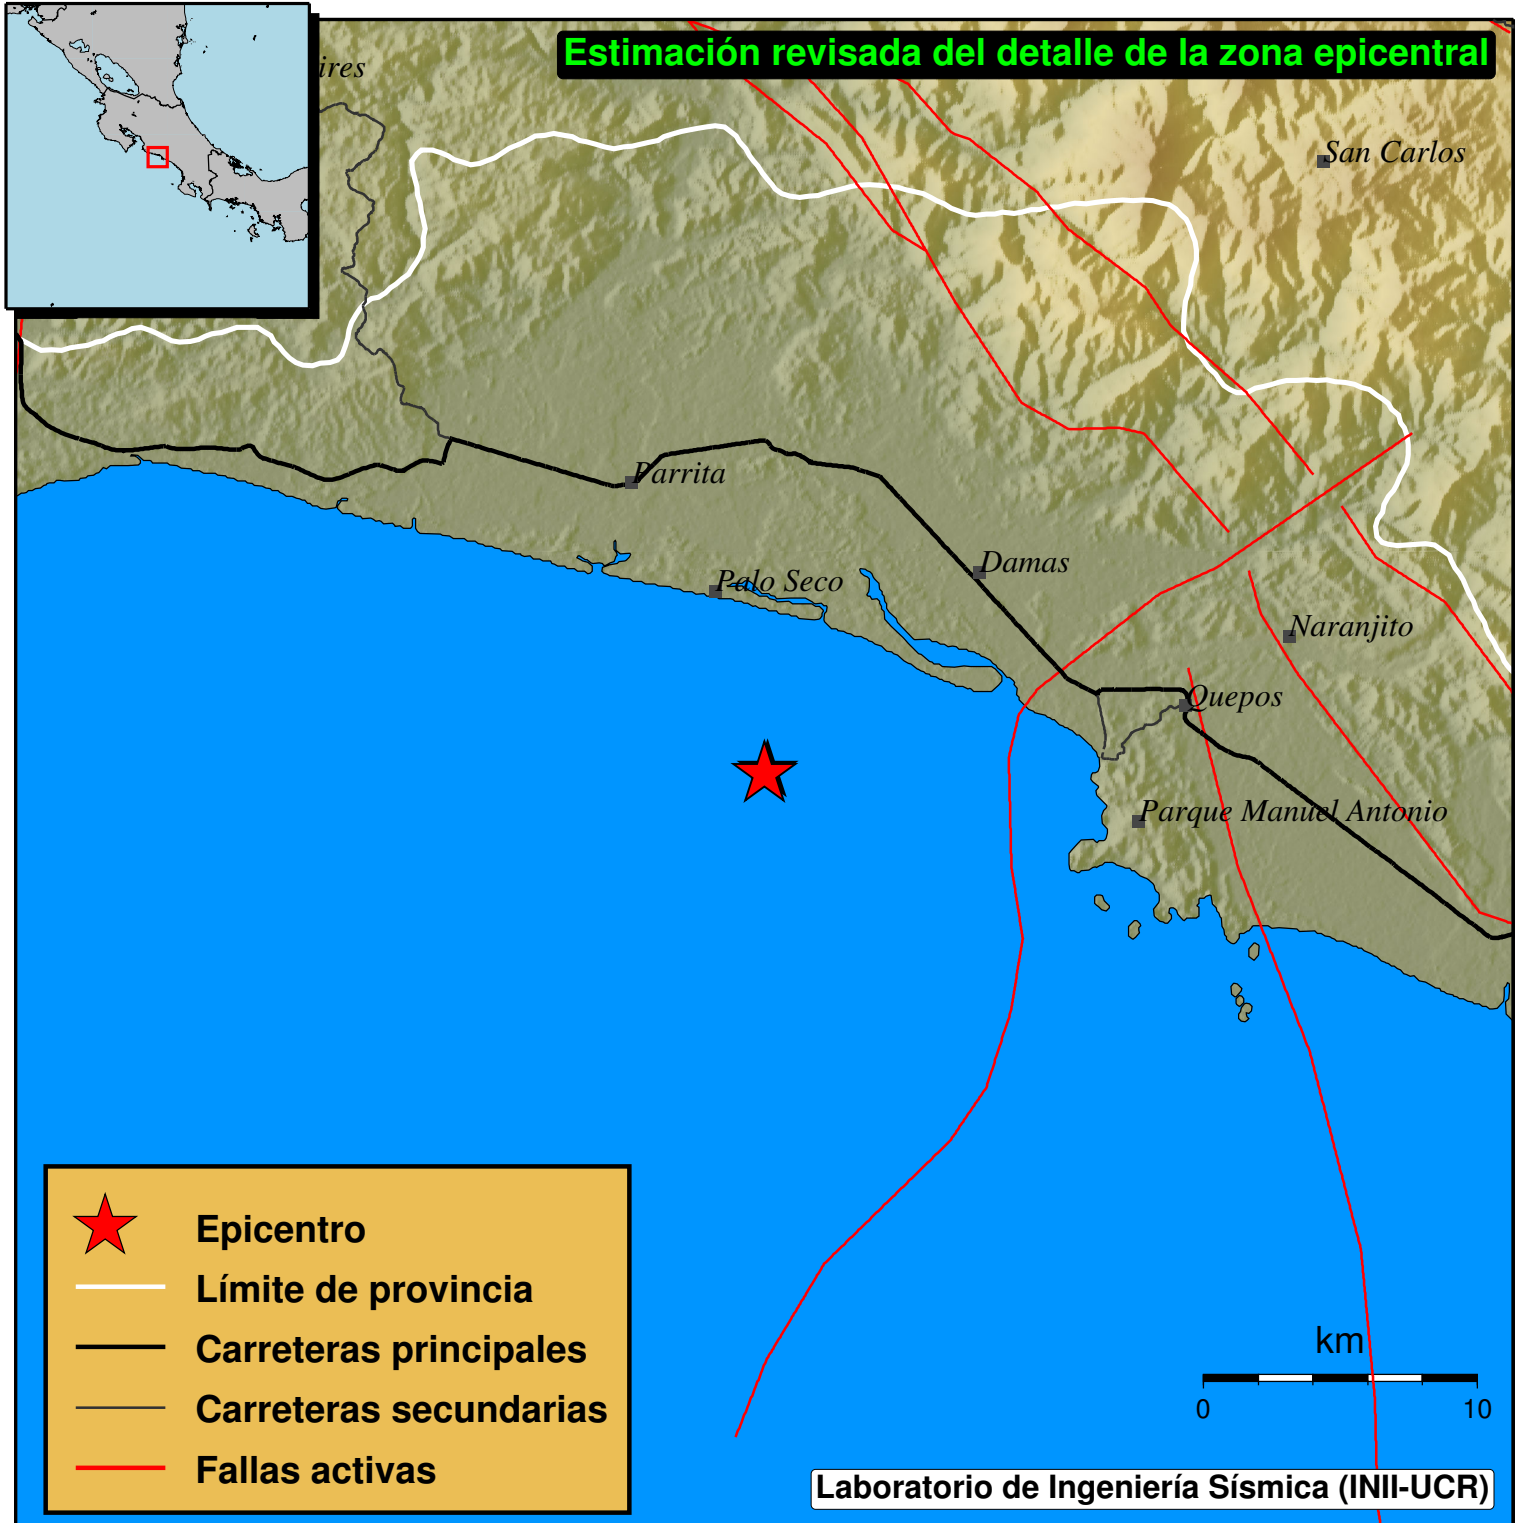 Estimación revisada del detalle de la zona epicentral
San Carlos
Parrita
Damas
Palo Seco
Naranjito
Quepos
Parque Manuel Antonio
Epicentro
Límite de provincia
Carreteras principales
Carreteras secundarias
Fallas activas
km
0 10
Laboratorio de Ingeniería Sísmica (INII-UCR)